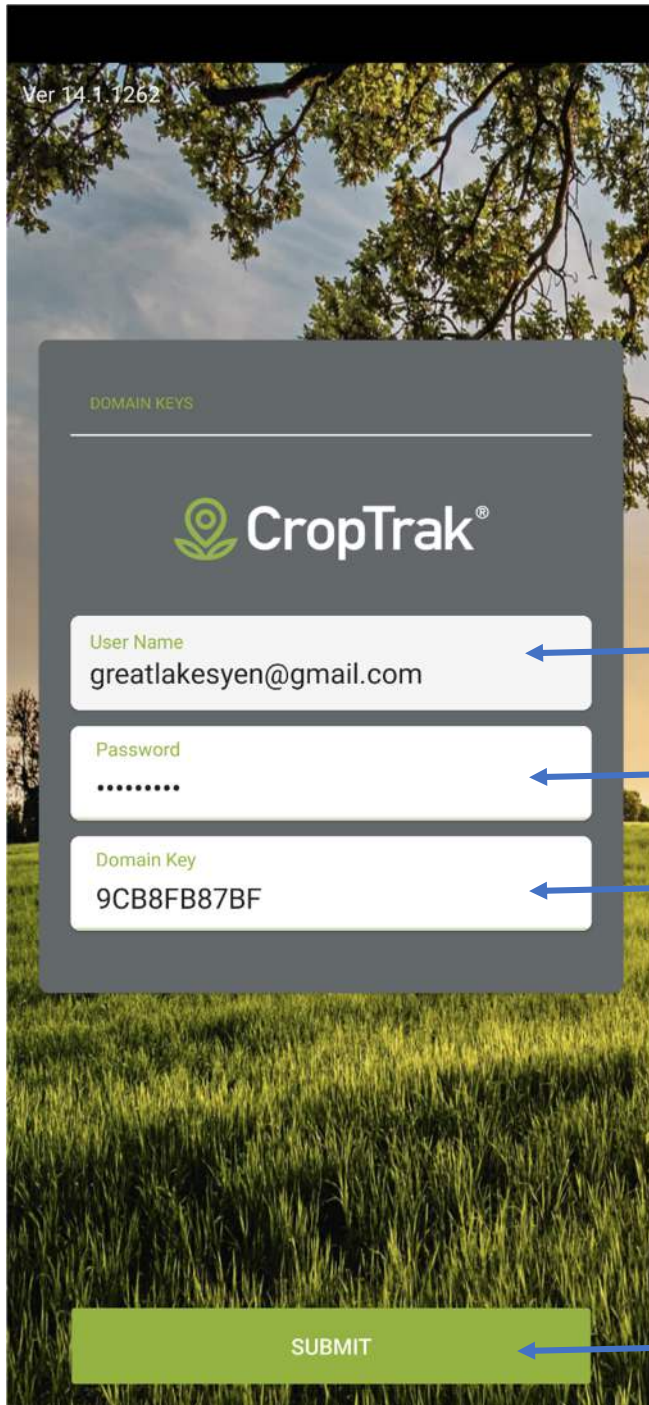 Ver 14.1.1262
DOMAIN KEYS
CropTrak®
User Name
greatlakesyen@gmail.com
Password
•••••••••
Domain Key
9CB8FB87BF
SUBMIT